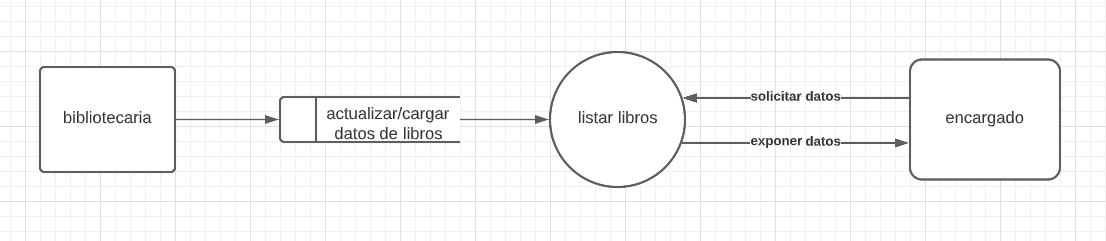 bibliotecaria
actualizar/cargar
datos de libros
listar libros
solicitar datos
exponer datos
encargado